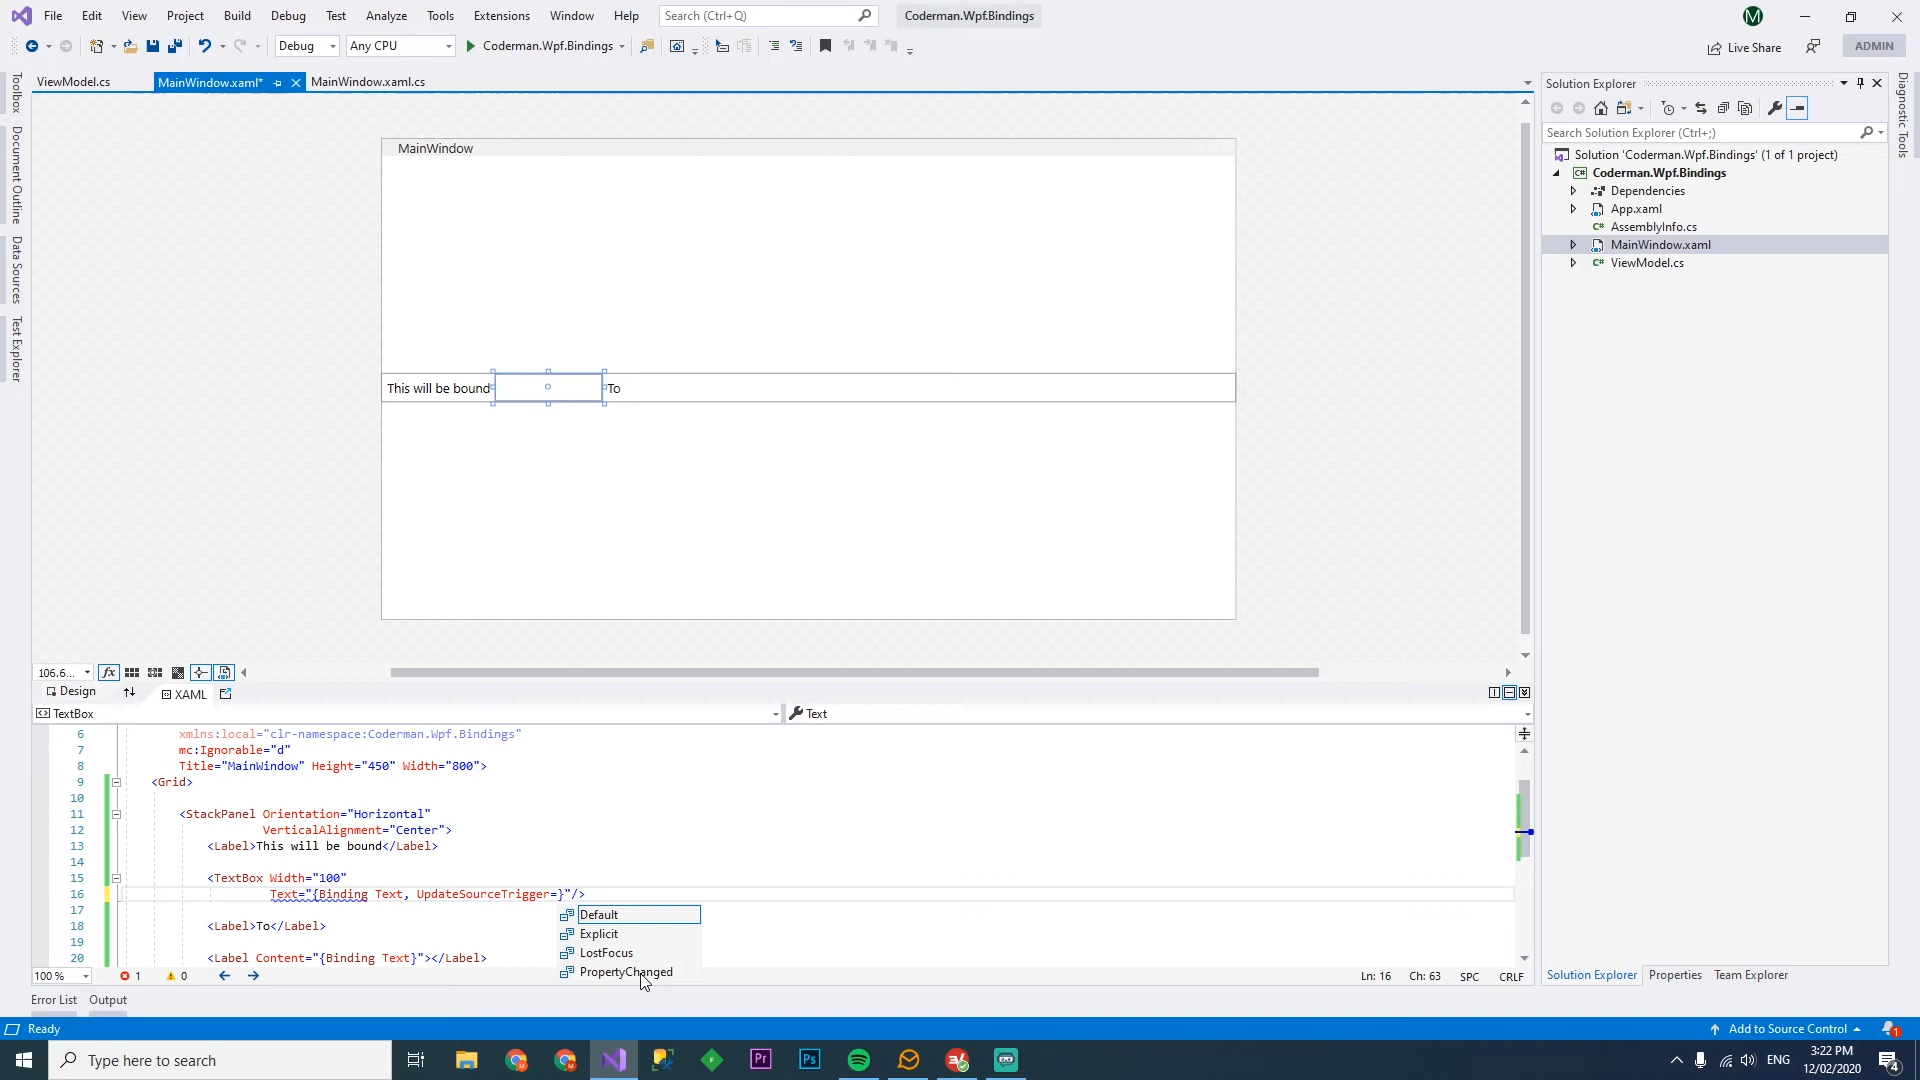 File Edit View Project Build Debug Test Analyze Tools Extensions Window Help Search (Ctrl+Q) Coderman.Wpf.Bindings M
Debug Any CPU Coderman.Wpf.Bindings Live Share ADMIN
ViewModel.cs MainWindow.xaml* MainWindow.xaml.cs
Toolbox
Document Outline
Data Sources
Test Explorer
MainWindow
This will be bound To
Solution Explorer
Search Solution Explorer (Ctrl+;)
Solution 'Coderman.Wpf.Bindings' (1 of 1 project)
C# Coderman.Wpf.Bindings
Dependencies
App.xaml
C# AssemblyInfo.cs
MainWindow.xaml
C# ViewModel.cs
Diagnostic Tools
106.6... fx
Design XAML
TextBox Text
6 xmlns:local="clr-namespace:Coderman.Wpf.Bindings"
7 mc:Ignorable="d"
8 Title="MainWindow" Height="450" Width="800">
9 <Grid>
10
11 <StackPanel Orientation="Horizontal"
12 VerticalAlignment="Center">
13 <Label>This will be bound</Label>
14
15 <TextBox Width="100"
16 Text="{Binding Text, UpdateSourceTrigger=}"/>
17
18 <Label>To</Label>
19
20 <Label Content="{Binding Text}"></Label>
Default
Explicit
LostFocus
PropertyChanged
100 % 1 0 Ln: 16 Ch: 63 SPC CRLF
Solution Explorer Properties Team Explorer
Error List Output
Ready Add to Source Control 1
Type here to search Pr Ps ENG 3:22 PM
12/02/2020 4